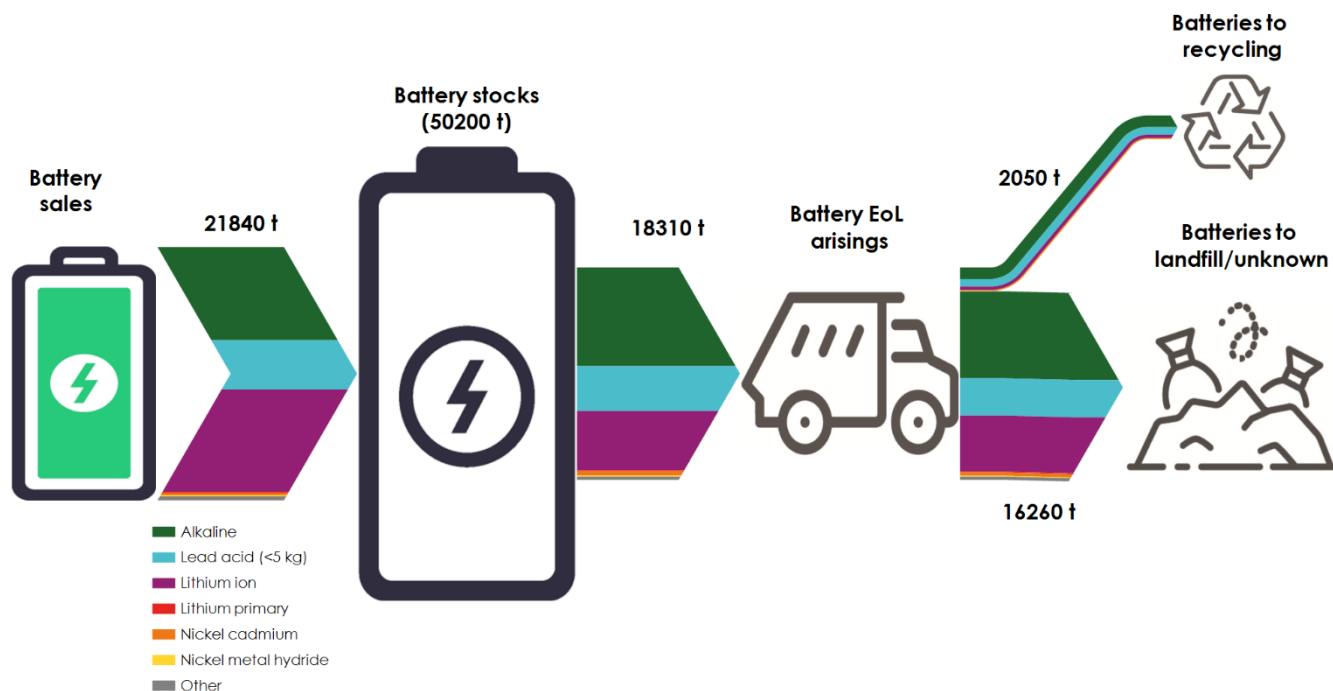 Battery
sales
21840 t
Battery stocks
(50200 t)
18310 t
Battery EoL
arisings
2050 t
Batteries to
recycling
Batteries to
landfill/unknown
16260 t
Alkaline
Lead acid (<5 kg)
Lithium ion
Lithium primary
Nickel cadmium
Nickel metal hydride
Other